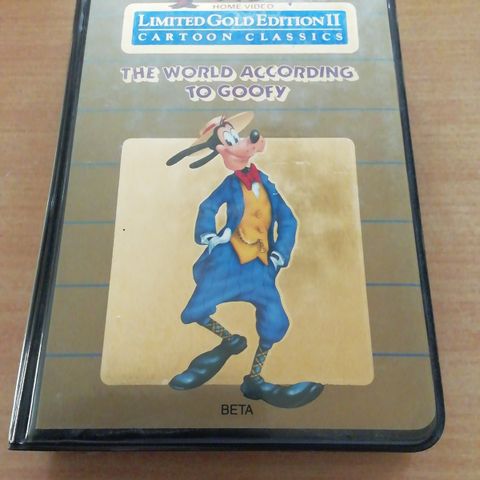 HOME VIDEO
LIMITED GOLD EDITION II
CARTOON CLASSICS
THE WORLD ACCORDING
TO GOOFY
BETA